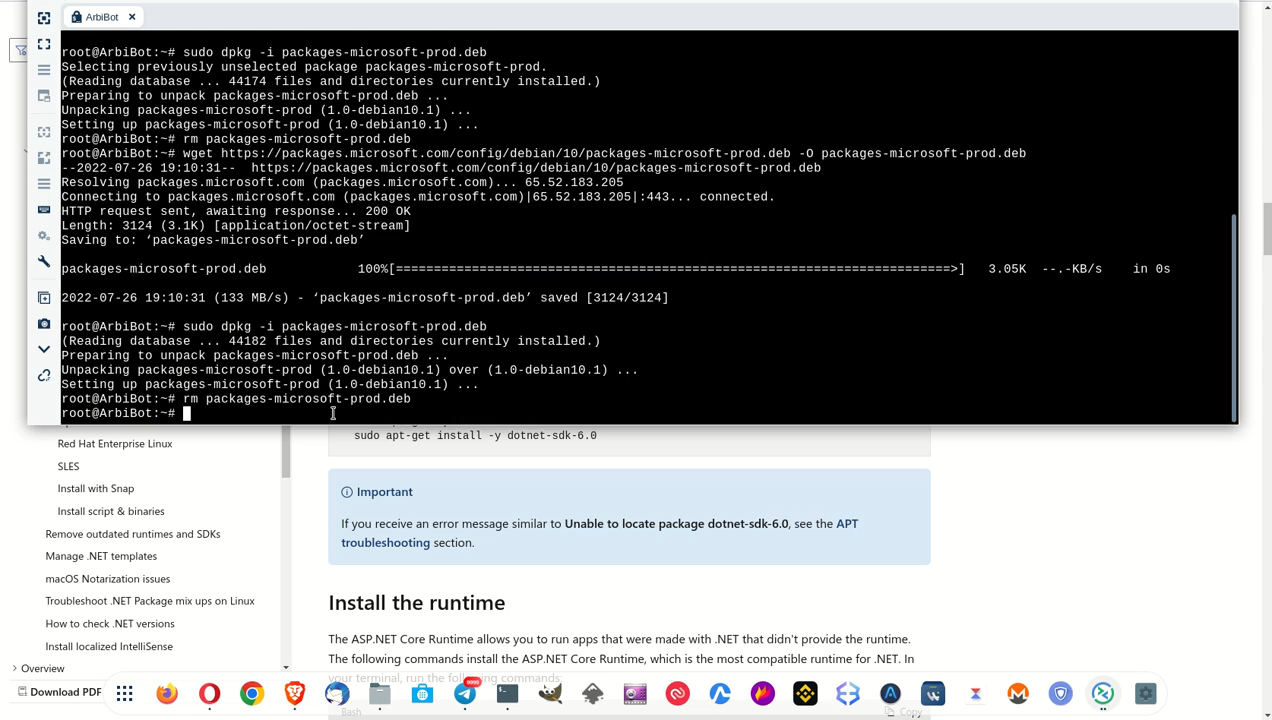 ArbiBot
root@ArbiBot:~# sudo dpkg -i packages-microsoft-prod.deb
Selecting previously unselected package packages-microsoft-prod.
(Reading database ... 44174 files and directories currently installed.)
Preparing to unpack packages-microsoft-prod.deb ...
Unpacking packages-microsoft-prod (1.0-debian10.1) ...
Setting up packages-microsoft-prod (1.0-debian10.1) ...
root@ArbiBot:~# rm packages-microsoft-prod.deb
root@ArbiBot:~# wget https://packages.microsoft.com/config/debian/10/packages-microsoft-prod.deb -O packages-microsoft-prod.deb
--2022-07-26 19:10:31--  https://packages.microsoft.com/config/debian/10/packages-microsoft-prod.deb
Resolving packages.microsoft.com (packages.microsoft.com)... 65.52.183.205
Connecting to packages.microsoft.com (packages.microsoft.com)|65.52.183.205|:443... connected.
HTTP request sent, awaiting response... 200 OK
Length: 3124 (3.1K) [application/octet-stream]
Saving to: ‘packages-microsoft-prod.deb’
packages-microsoft-prod.deb 100%[=========================================================================>] 3.05K --.-KB/s in 0s
2022-07-26 19:10:31 (133 MB/s) - ‘packages-microsoft-prod.deb’ saved [3124/3124]
root@ArbiBot:~# sudo dpkg -i packages-microsoft-prod.deb
(Reading database ... 44182 files and directories currently installed.)
Preparing to unpack packages-microsoft-prod.deb ...
Unpacking packages-microsoft-prod (1.0-debian10.1) over (1.0-debian10.1) ...
Setting up packages-microsoft-prod (1.0-debian10.1) ...
root@ArbiBot:~# rm packages-microsoft-prod.deb
root@ArbiBot:~#
sudo apt-get install -y dotnet-sdk-6.0
Red Hat Enterprise Linux
SLES
Install with Snap
Install script & binaries
Remove outdated runtimes and SDKs
Manage .NET templates
macOS Notarization issues
Troubleshoot .NET Package mix ups on Linux
How to check .NET versions
Install localized IntelliSense
Overview
Download PDF
Important
If you receive an error message similar to Unable to locate package dotnet-sdk-6.0, see the APT
troubleshooting section.
Install the runtime
The ASP.NET Core Runtime allows you to run apps that were made with .NET that didn't provide the runtime.
The following commands install the ASP.NET Core Runtime, which is the most compatible runtime for .NET. In
your terminal, run the following commands:
Bash
Copy